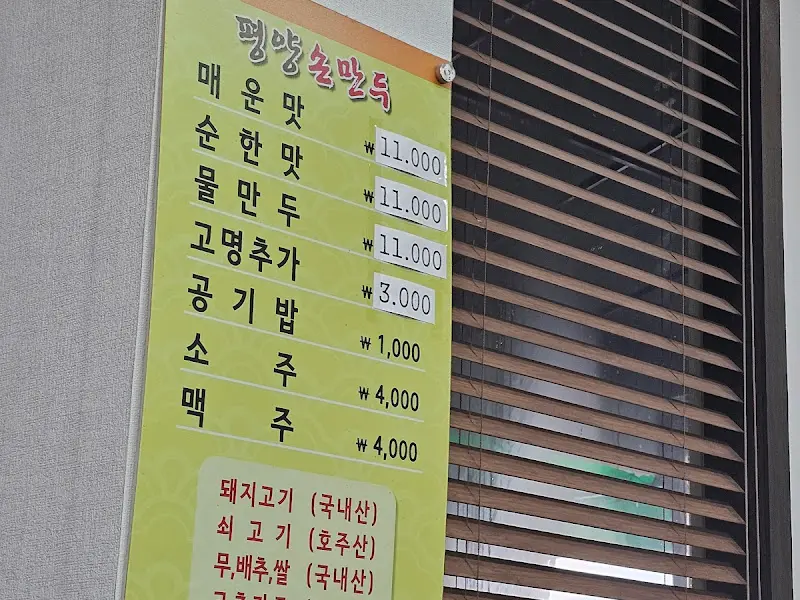 평양손만두
매운맛 ₩ 11.000
순한맛 ₩ 11.000
물만두 ₩ 11.000
고명추가 ₩ 3.000
공기밥 ₩ 1,000
소주 ₩ 4,000
맥주 ₩ 4,000
돼지고기 (국내산)
쇠고기 (호주산)
무,배추,쌀 (국내산)